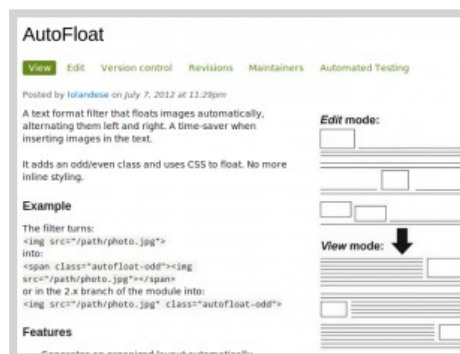 AutoFloat
View Edit Version control Revisions Maintainers Automated Testing
Posted by lolandese on July 7, 2012 at 11:29pm
A text format filter that floats images automatically,
alternating them left and right. A time-saver when
inserting images in the text.
It adds an odd/even class and uses CSS to float. No more
inline styling.
Example
The filter turns:
<img src="/path/photo.jpg">
into:
<span class="autofloat-odd"><img
src="/path/photo.jpg"></span>
or in the 2.x branch of the module into:
<img src="/path/photo.jpg" class="autofloat-odd">
Features
Edit mode:
View mode: